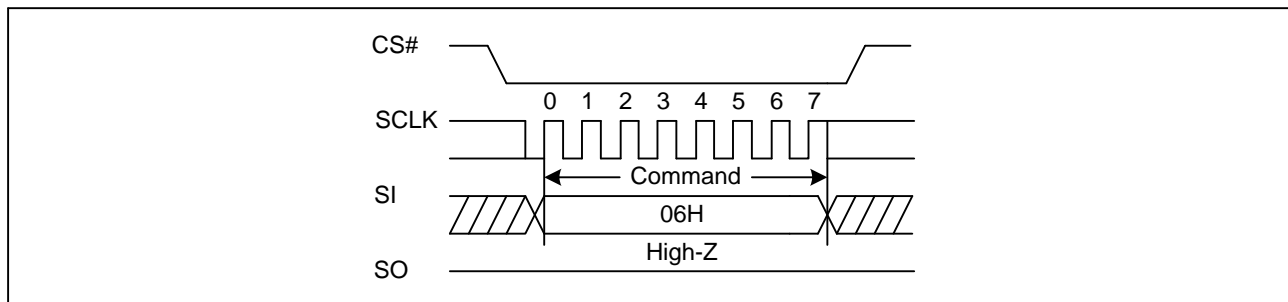 CS#
0 1 2 3 4 5 6 7
SCLK
Command
SI
06H
High-Z
SO